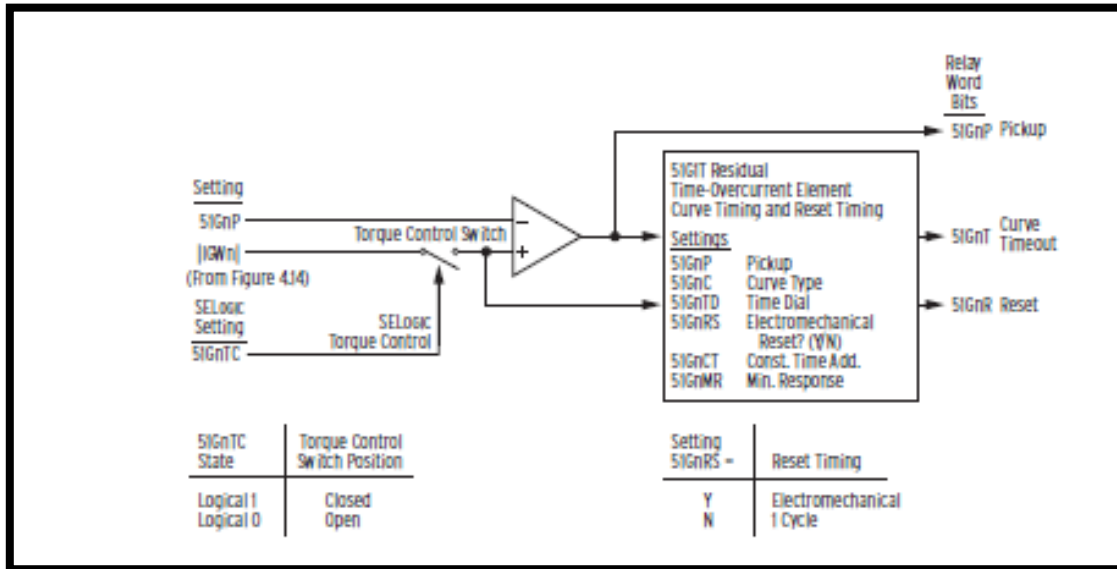 Relay
Word
Bits
51GnP Pickup
51G1T Residual
Time-Overcurrent Element
Curve Timing and Reset Timing
Setting
51GnP
Torque Control Switch
|IGWn|
(From Figure 4.14)
SELOGIC
Setting
51GnTC
SELOGIC
Torque Control
−
+
Settings
51GnP Pickup
51GnC Curve Type
51GnTD Time Dial
51GnRS Electromechanical
Reset? (Y/N)
51GnCT Const. Time Add.
51GnMR Min. Response
51GnT Curve
Timeout
51GnR Reset
51GnTC Torque Control
State Switch Position
Logical 1 Closed
Logical 0 Open
Setting
51GnRS = Reset Timing
Y Electromechanical
N 1 Cycle